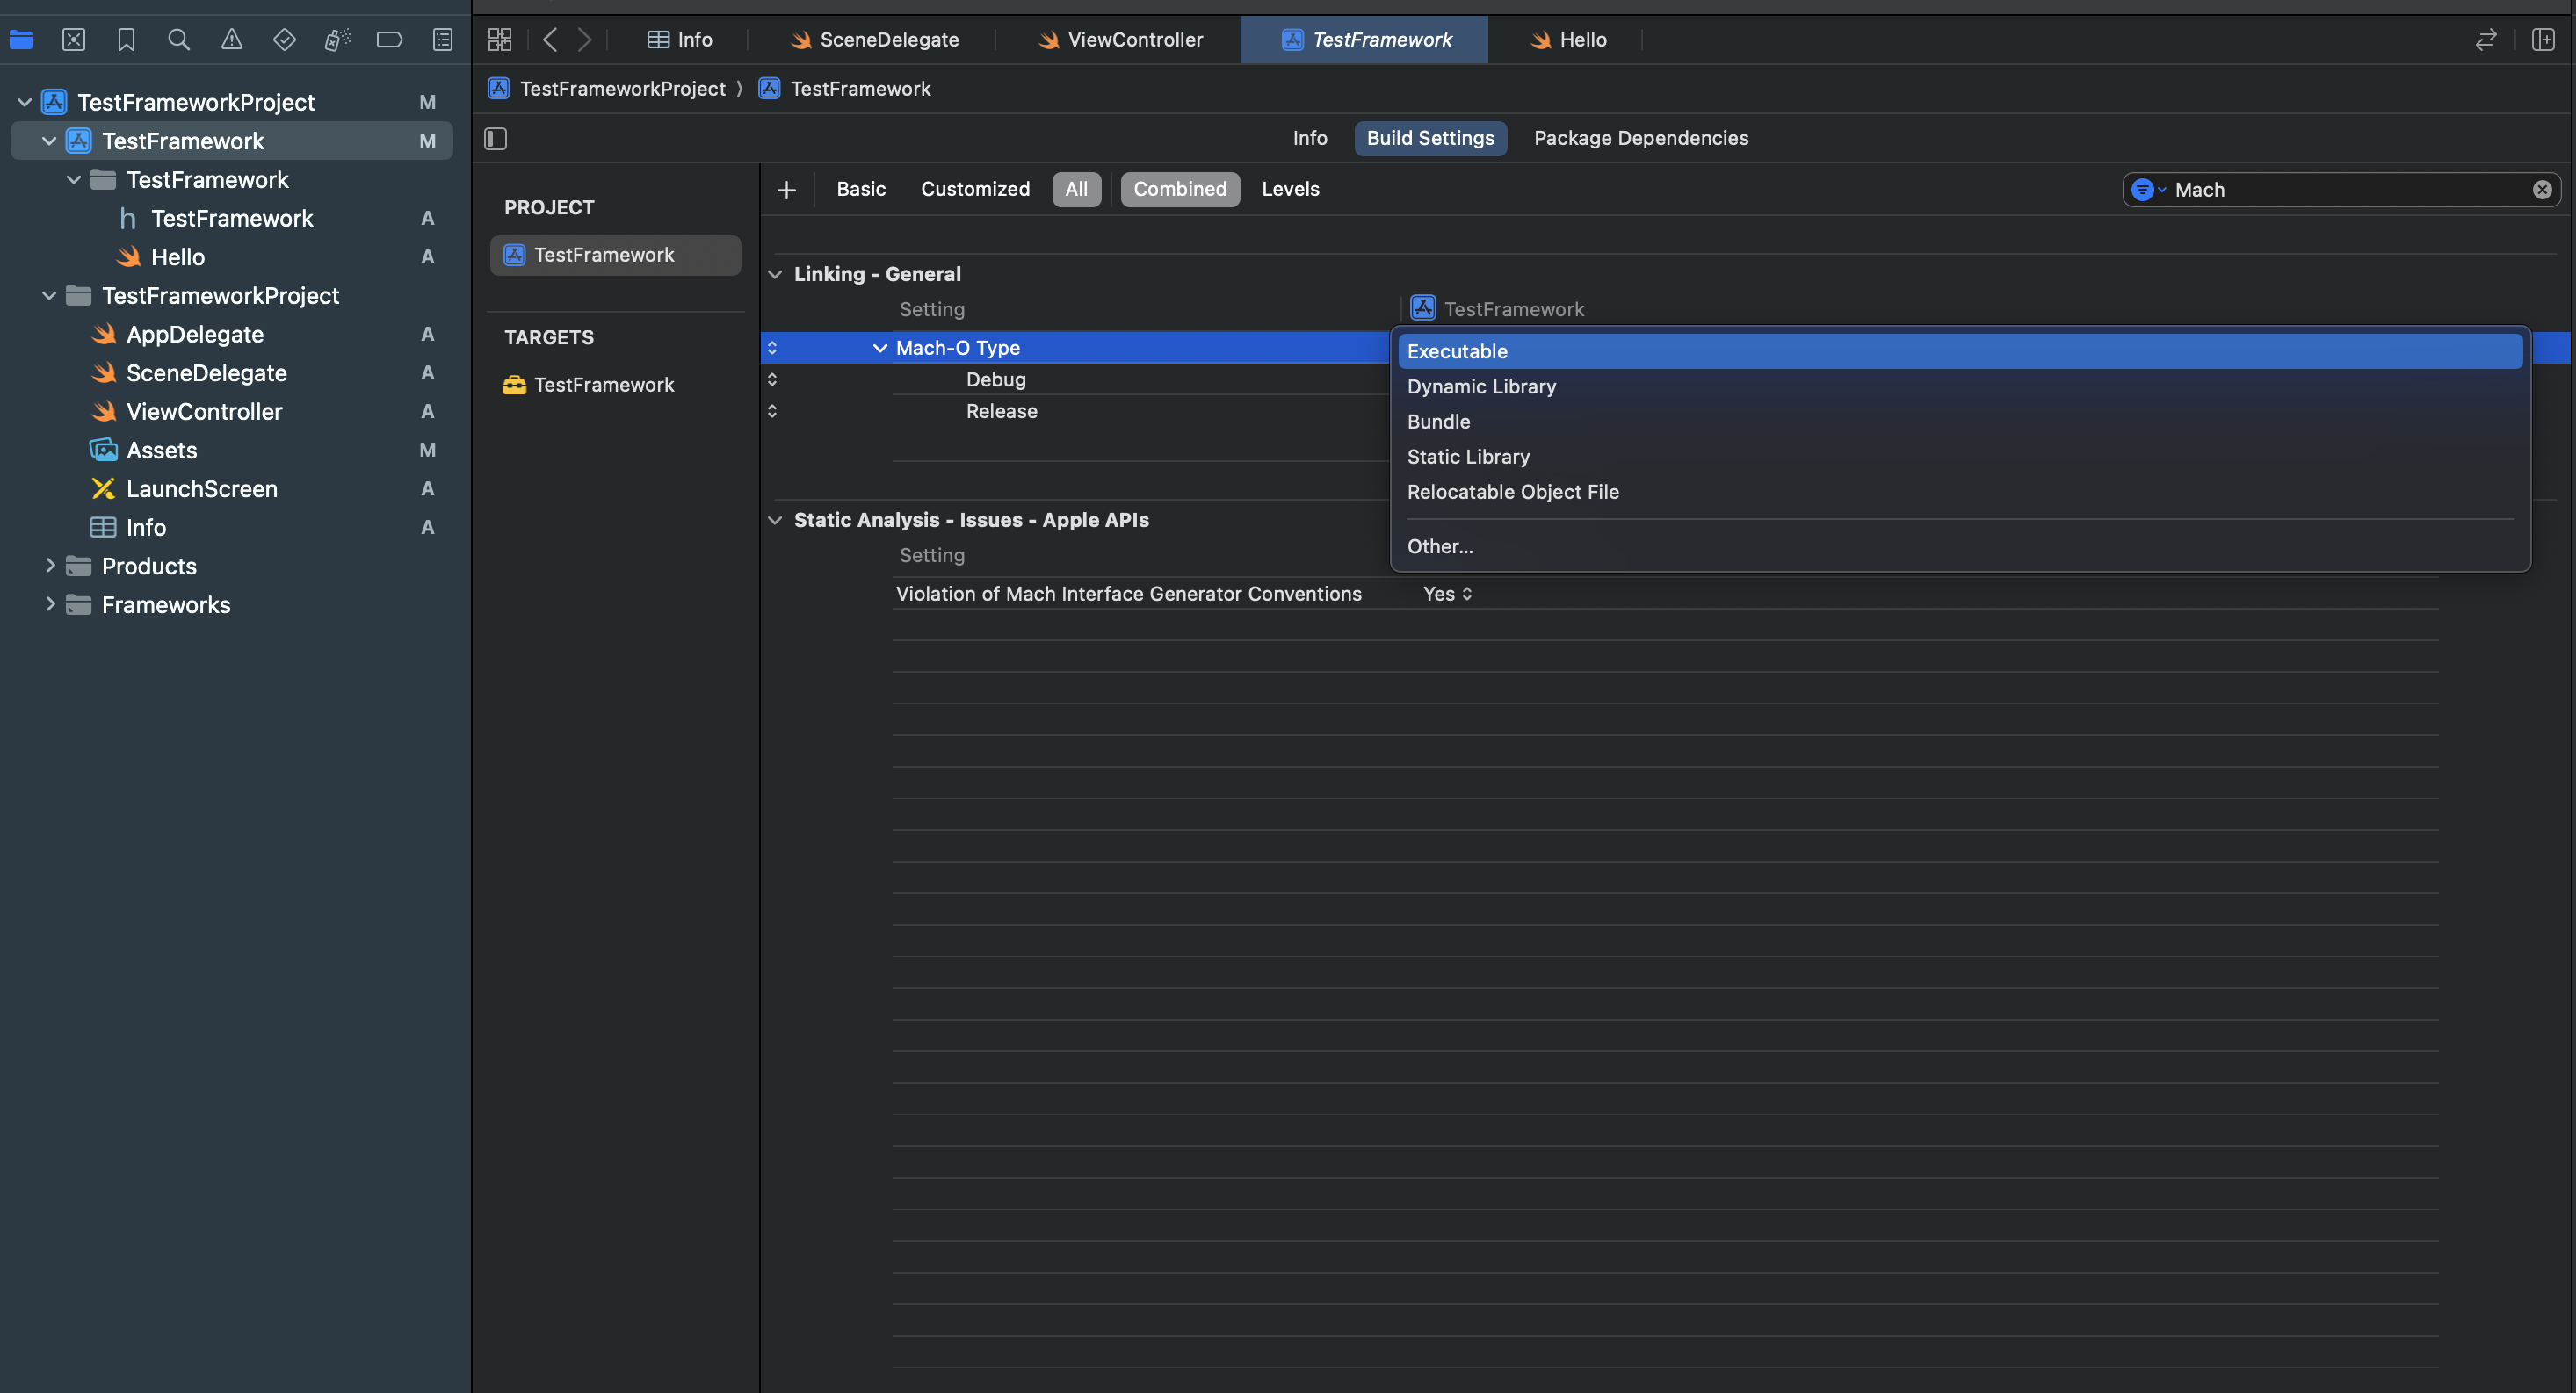 Info
SceneDelegate
ViewController
TestFramework
Hello
TestFrameworkProject M
TestFramework M
TestFramework
h TestFramework A
Hello A
TestFrameworkProject
AppDelegate A
SceneDelegate A
ViewController A
Assets M
LaunchScreen A
Info A
Products
Frameworks
TestFrameworkProject 〉 TestFramework
Info Build Settings Package Dependencies
PROJECT
TestFramework
TARGETS
TestFramework
Basic Customized All Combined Levels
Mach
Linking - General
Setting TestFramework
Mach-O Type
Debug
Release
Executable
Dynamic Library
Bundle
Static Library
Relocatable Object File
Other...
Static Analysis - Issues - Apple APIs
Setting
Violation of Mach Interface Generator Conventions Yes